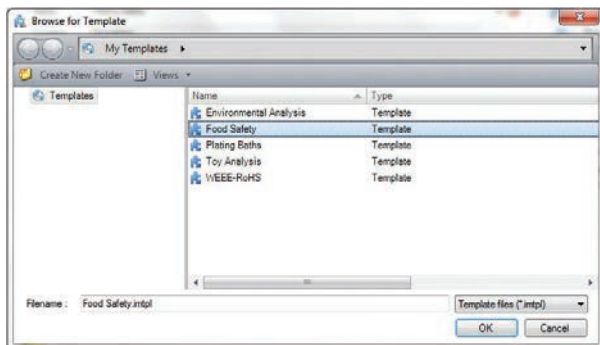 Browse for Template
My Templates
Create New Folder Views
Templates
Name Type
Environmental Analysis Template
Food Safety Template
Plating Baths Template
Toy Analysis Template
WEEE-RoHS Template
Filename : Food Safety.imtpl Template files (*.imtpl)
OK Cancel